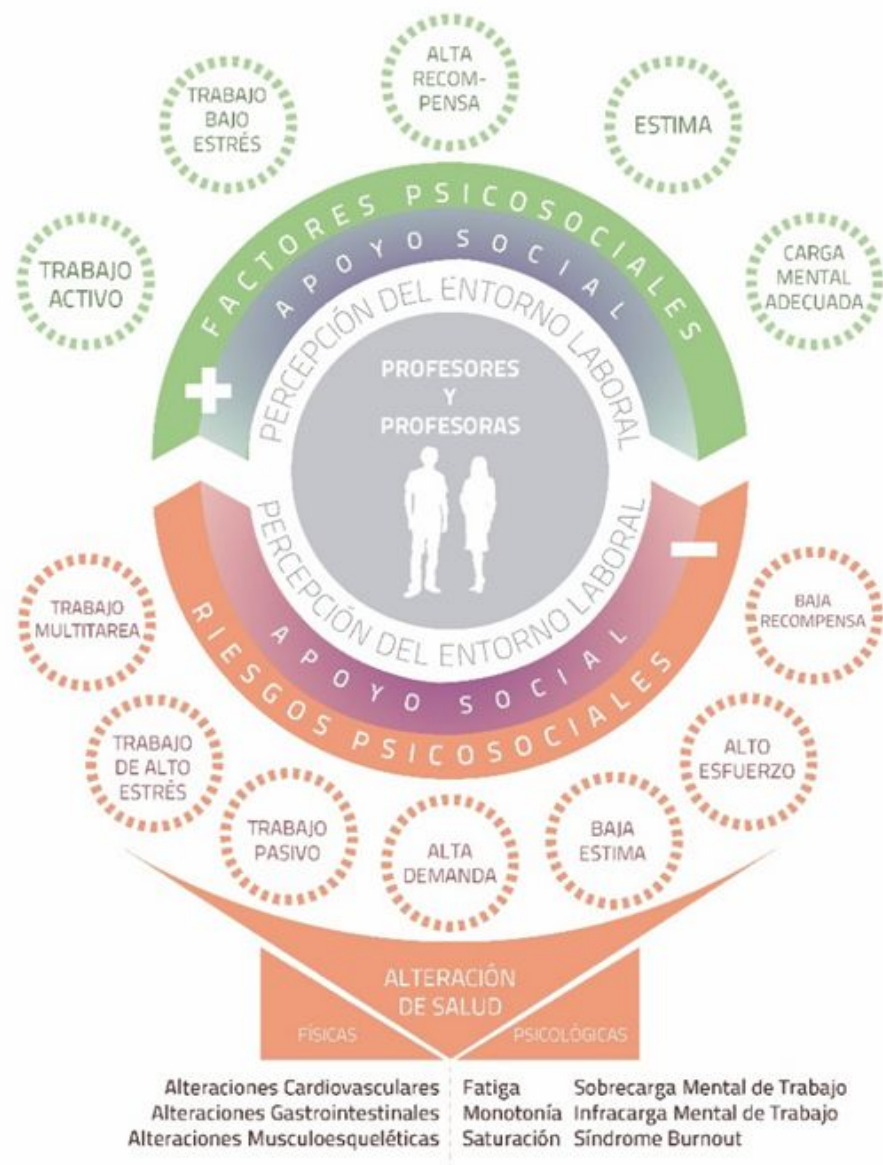 ALTA
RECOM-
PENSA
TRABAJO
BAJO
ESTRÉS
ESTIMA
TRABAJO
ACTIVO
CARGA
MENTAL
ADECUADA
FACTORES PSICOSOCIALES
APOYO SOCIAL
PERCEPCIÓN DEL ENTORNO LABORAL
+
PROFESORES
Y
PROFESORAS
PERCEPCIÓN DEL ENTORNO LABORAL
APOYO SOCIAL
RIESGOS PSICOSOCIALES
-
TRABAJO
MULTITAREA
BAJA
RECOMPENSA
TRABAJO
DE ALTO
ESTRÉS
ALTO
ESFUERZO
TRABAJO
PASIVO
ALTA
DEMANDA
BAJA
ESTIMA
ALTERACIÓN
DE SALUD
FÍSICAS
PSICOLÒGICAS
Alteraciones Cardiovasculares
Alteraciones Gastrointestinales
Alteraciones Musculoesqueléticas
Fatiga
Monotonía
Saturación
Sobrecarga Mental de Trabajo
Infracarga Mental de Trabajo
Síndrome Burnout